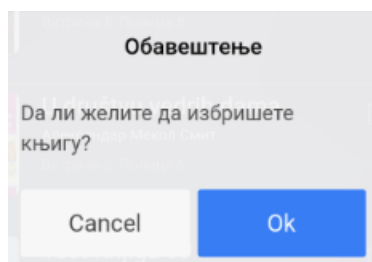 Обавештење
Da ли желите да избришете
књигу?
Cancel
Ok